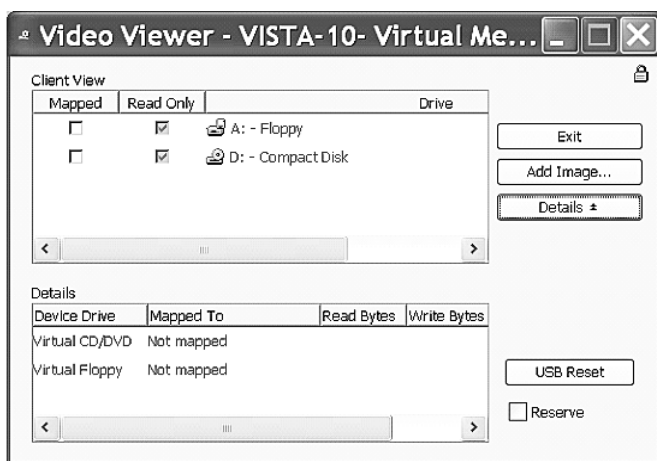 Video Viewer - VISTA-10- Virtual Me...
Client View
Mapped Read Only Drive
A: - Floppy
D: - Compact Disk
Exit
Add Image...
Details
Details
Device Drive Mapped To Read Bytes Write Bytes
Virtual CD/DVD Not mapped
Virtual Floppy Not mapped
USB Reset
Reserve